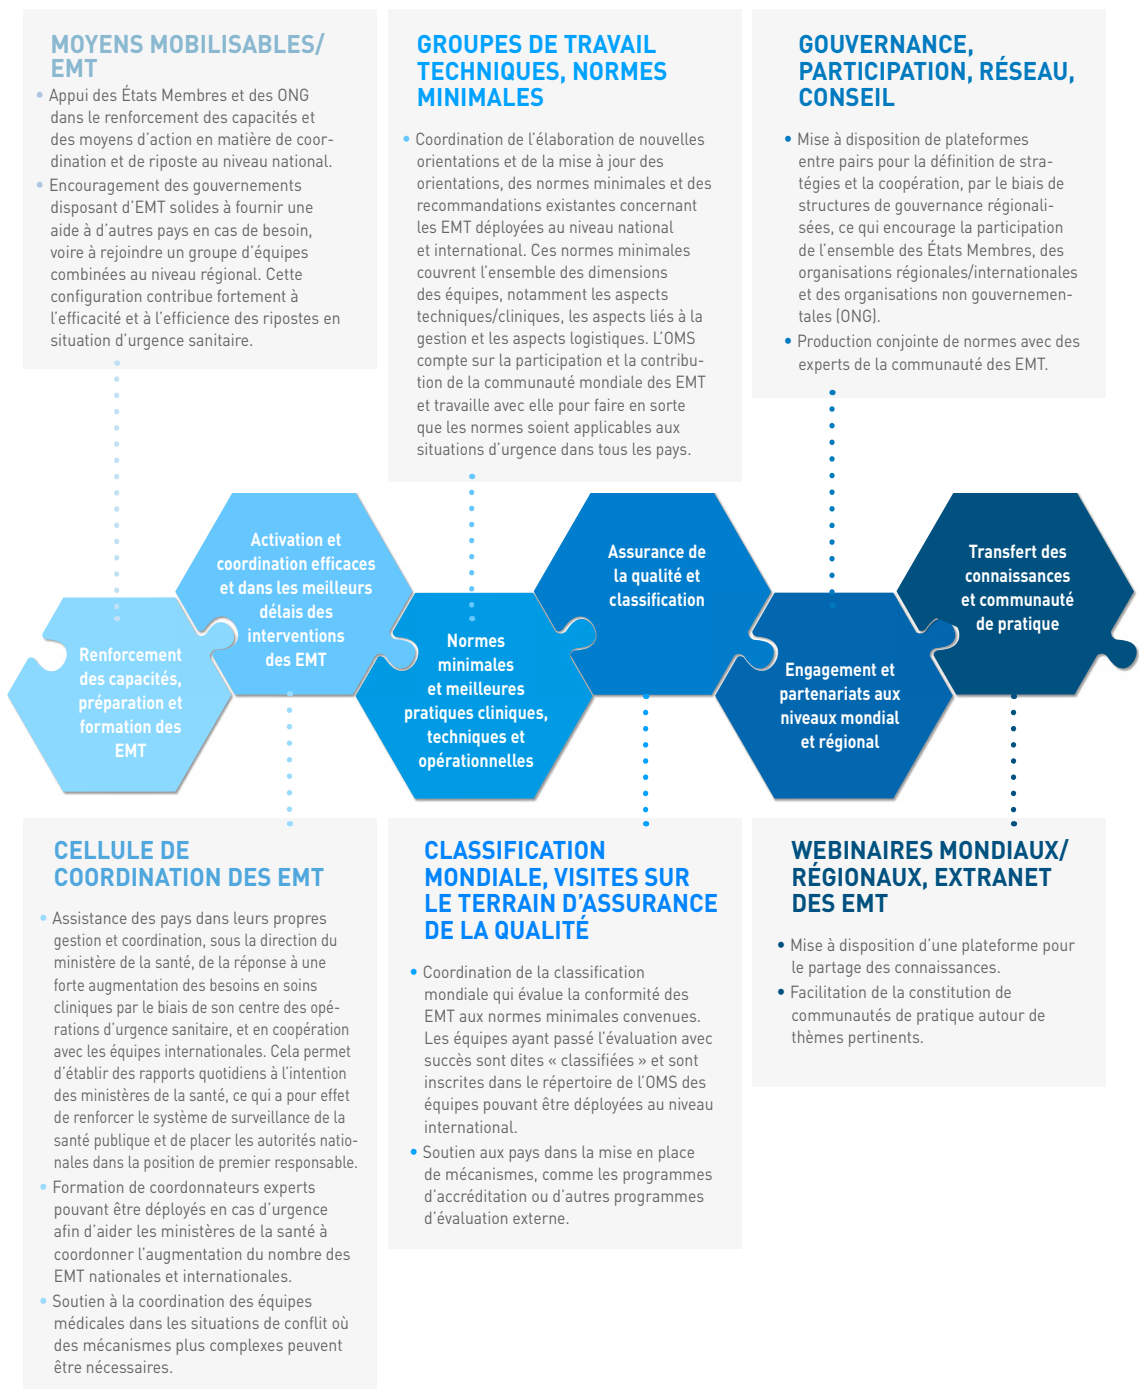 MOYENS MOBILISABLES/
EMT
• Appui des États Membres et des ONG
dans le renforcement des capacités et
des moyens d’action en matière de coor-
dination et de riposte au niveau national.
• Encouragement des gouvernements
disposant d’EMT solides à fournir une
aide à d’autres pays en cas de besoin,
voire à rejoindre un groupe d’équipes
combinées au niveau régional. Cette
configuration contribue fortement à
l’efficacité et à l’efficience des ripostes en
situation d’urgence sanitaire.
GROUPES DE TRAVAIL
TECHNIQUES, NORMES
MINIMALES
• Coordination de l’élaboration de nouvelles
orientations et de la mise à jour des
orientations, des normes minimales et des
recommandations existantes concernant
les EMT déployées au niveau national
et international. Ces normes minimales
couvrent l’ensemble des dimensions
des équipes, notamment les aspects
techniques/cliniques, les aspects liés à la
gestion et les aspects logistiques. L’OMS
compte sur la participation et la contribu-
tion de la communauté mondiale des EMT
et travaille avec elle pour faire en sorte
que les normes soient applicables aux
situations d’urgence dans tous les pays.
GOUVERNANCE,
PARTICIPATION, RÉSEAU,
CONSEIL
• Mise à disposition de plateformes
entre pairs pour la définition de stra-
tégies et la coopération, par le biais de
structures de gouvernance régionali-
sées, ce qui encourage la participation
de l’ensemble des États Membres, des
organisations régionales/internationales
et des organisations non gouvernemen-
tales (ONG).
• Production conjointe de normes avec des
experts de la communauté des EMT.
Renforcement
des capacités,
préparation et
formation des
EMT
Activation et
coordination efficaces
et dans les meilleurs
délais des
interventions
des EMT
Normes
minimales
et meilleures
pratiques cliniques,
techniques et
opérationnelles
Assurance de
la qualité et
classification
Engagement et
partenariats aux
niveaux mondial
et régional
Transfert des
connaissances
et communauté
de pratique
CELLULE DE
COORDINATION DES EMT
• Assistance des pays dans leurs propres
gestion et coordination, sous la direction du
ministère de la santé, de la réponse à une
forte augmentation des besoins en soins
cliniques par le biais de son centre des opé-
rations d’urgence sanitaire, et en coopération
avec les équipes internationales. Cela permet
d’établir des rapports quotidiens à l’intention
des ministères de la santé, ce qui a pour effet
de renforcer le système de surveillance de la
santé publique et de placer les autorités natio-
nales dans la position de premier responsable.
• Formation de coordonnateurs experts
pouvant être déployés en cas d’urgence
afin d’aider les ministères de la santé à
coordonner l’augmentation du nombre des
EMT nationales et internationales.
• Soutien à la coordination des équipes
médicales dans les situations de conflit où
des mécanismes plus complexes peuvent
être nécessaires.
CLASSIFICATION
MONDIALE, VISITES SUR
LE TERRAIN D’ASSURANCE
DE LA QUALITÉ
• Coordination de la classification
mondiale qui évalue la conformité des
EMT aux normes minimales convenues.
Les équipes ayant passé l’évaluation avec
succès sont dites « classifiées » et sont
inscrites dans le répertoire de l’OMS des
équipes pouvant être déployées au niveau
international.
• Soutien aux pays dans la mise en place
de mécanismes, comme les programmes
d’accréditation ou d’autres programmes
d’évaluation externe.
WEBINAIRES MONDIAUX/
RÉGIONAUX, EXTRANET
DES EMT
• Mise à disposition d’une plateforme pour
le partage des connaissances.
• Facilitation de la constitution de
communautés de pratique autour de
thèmes pertinents.